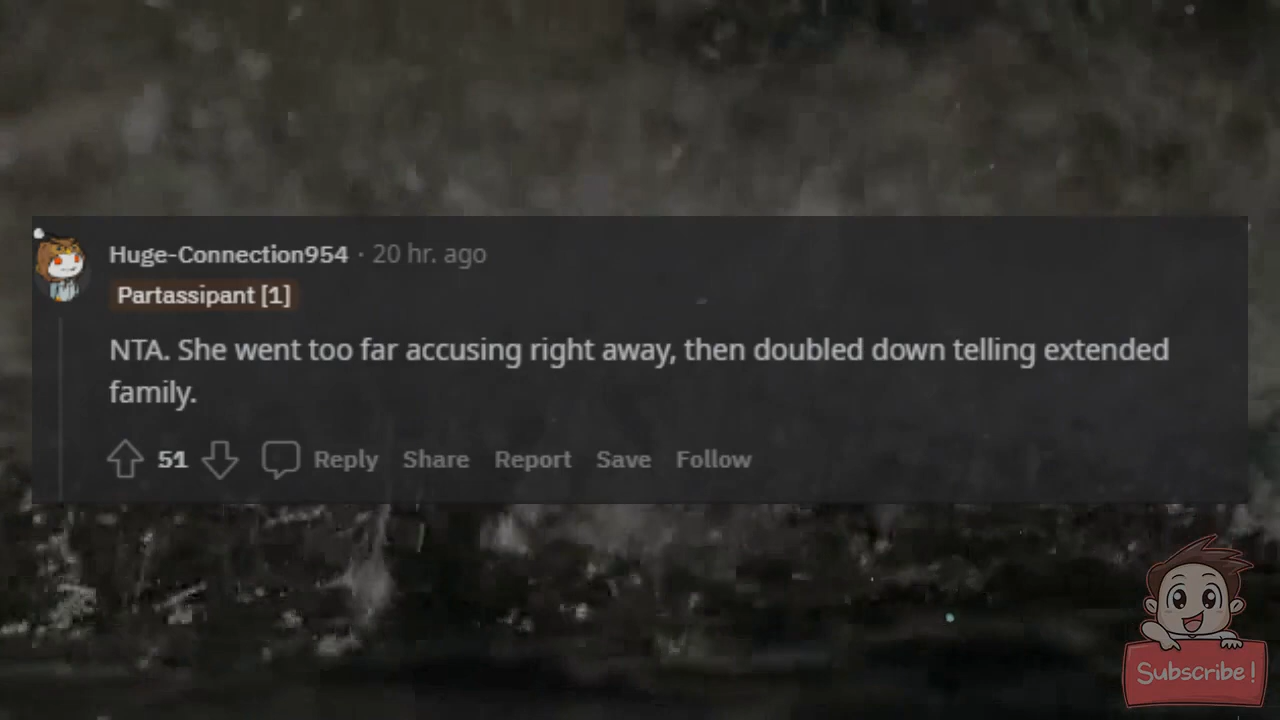 Huge-Connection954 · 20 hr. ago
Partassipant [1]
NTA. She went too far accusing right away, then doubled down telling extended
family.
51 Reply Share Report Save Follow
Subscribe!